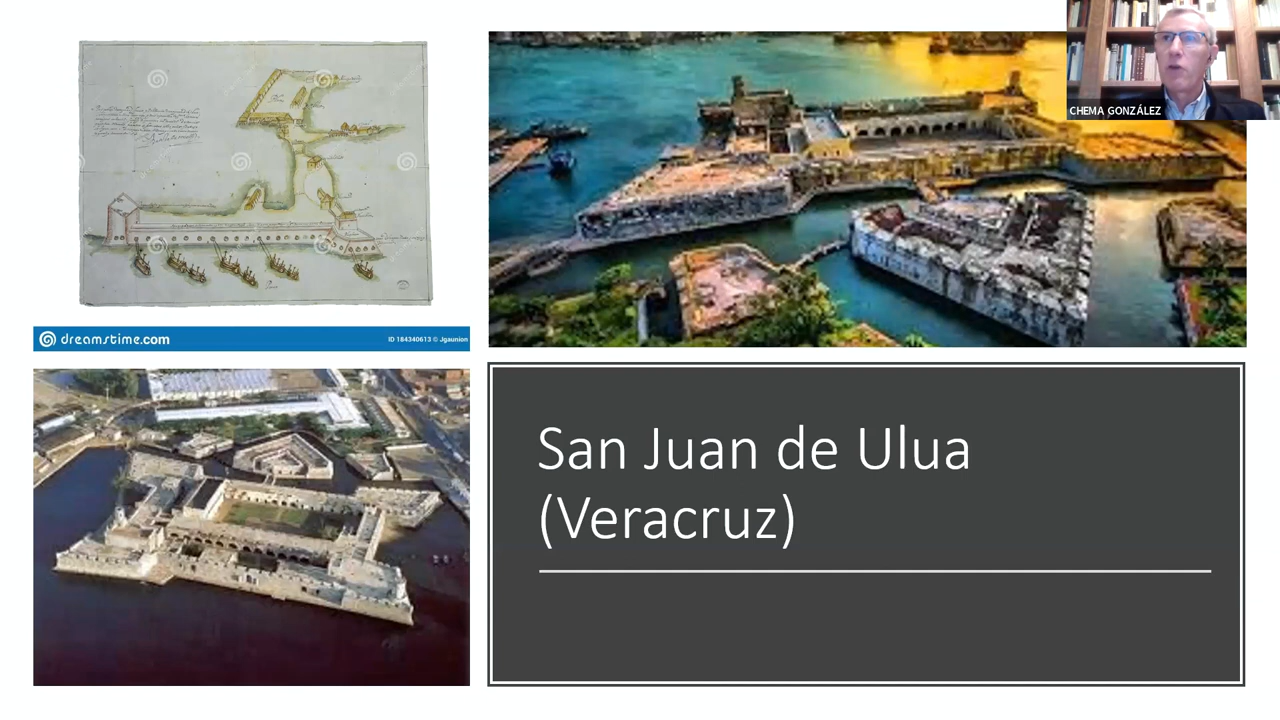 CHEMA GONZÁLEZ
dreamstime.com
ID 184340613 © Jgaunion
San Juan de Ulua
(Veracruz)